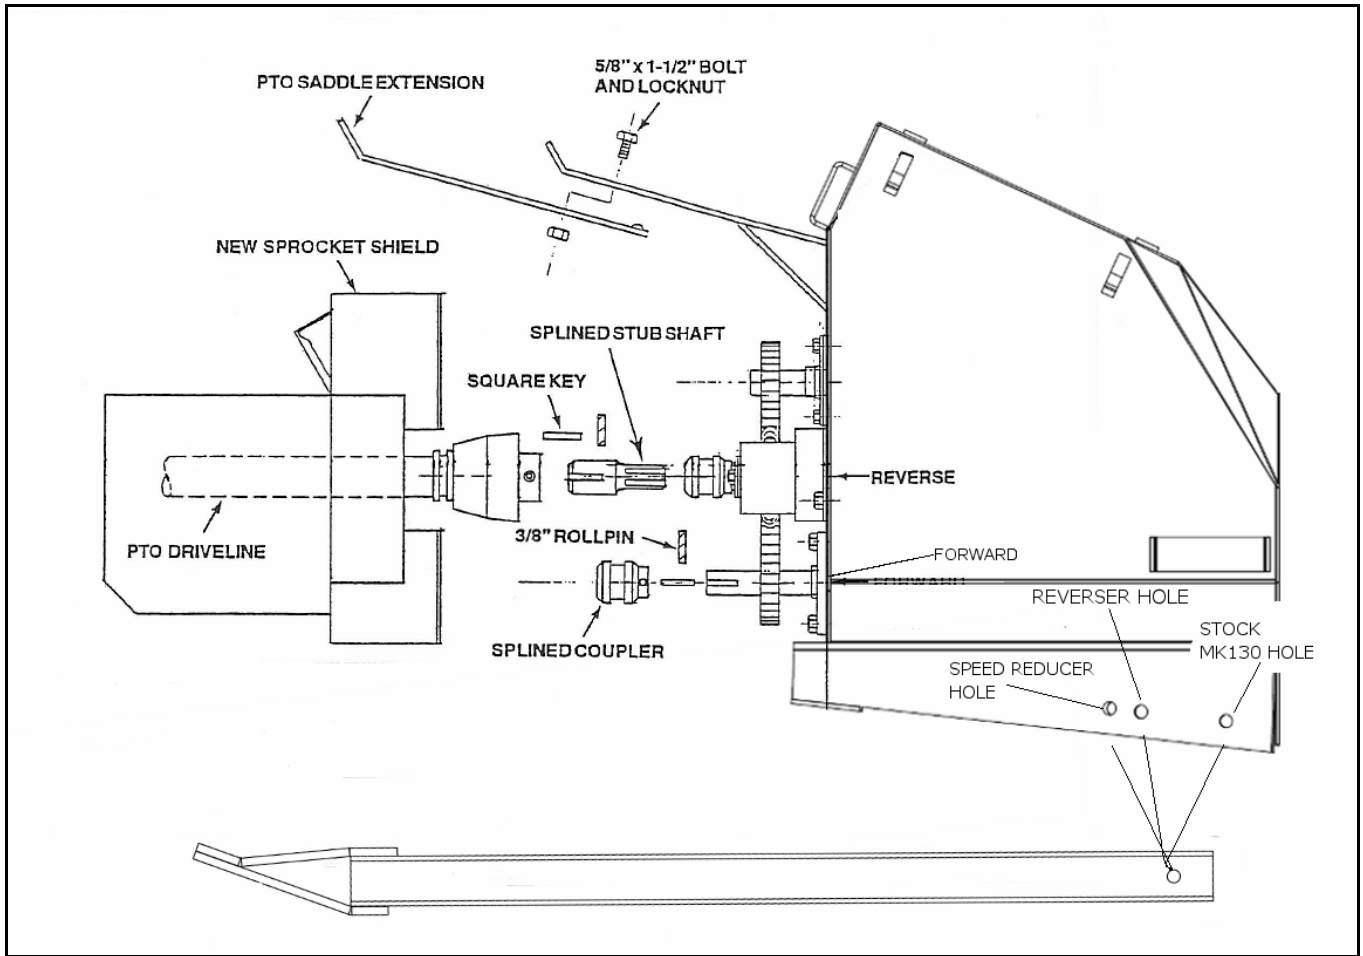 5/8" x 1-1/2" BOLT
AND LOCKNUT
PTO SADDLE EXTENSION
NEW SPROCKET SHIELD
SPLINED STUB SHAFT
SQUARE KEY
REVERSE
3/8" ROLLPIN
PTO DRIVELINE
FORWARD
REVERSER HOLE
SPLINED COUPLER
STOCK
MK130 HOLE
SPEED REDUCER
HOLE